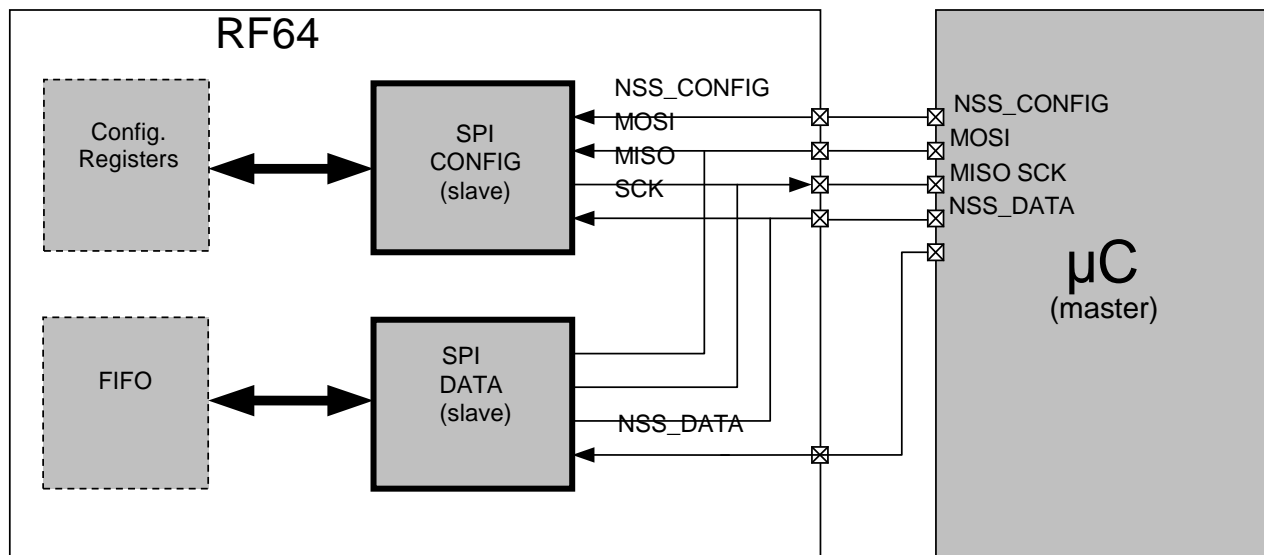 RF64
Config.
Registers
SPI
CONFIG
(slave)
NSS_CONFIG
MOSI
MISO
SCK
NSS_CONFIG
MOSI
MISO SCK
NSS_DATA
µC
(master)
FIFO
SPI
DATA
(slave)
NSS_DATA